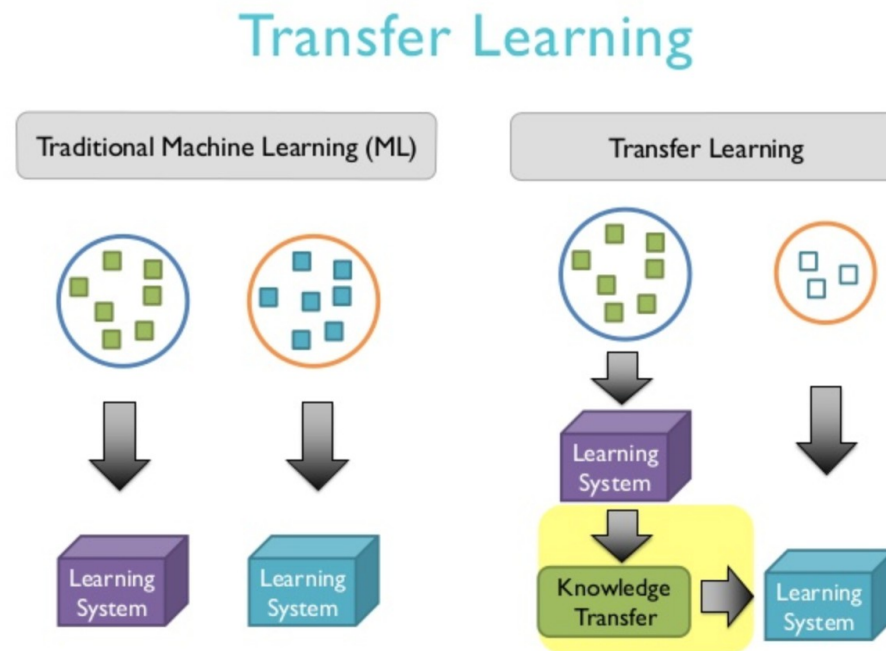 Transfer Learning
Traditional Machine Learning (ML)
Learning
System
Learning
System
Transfer Learning
Learning
System
Knowledge
Transfer
Learning
System